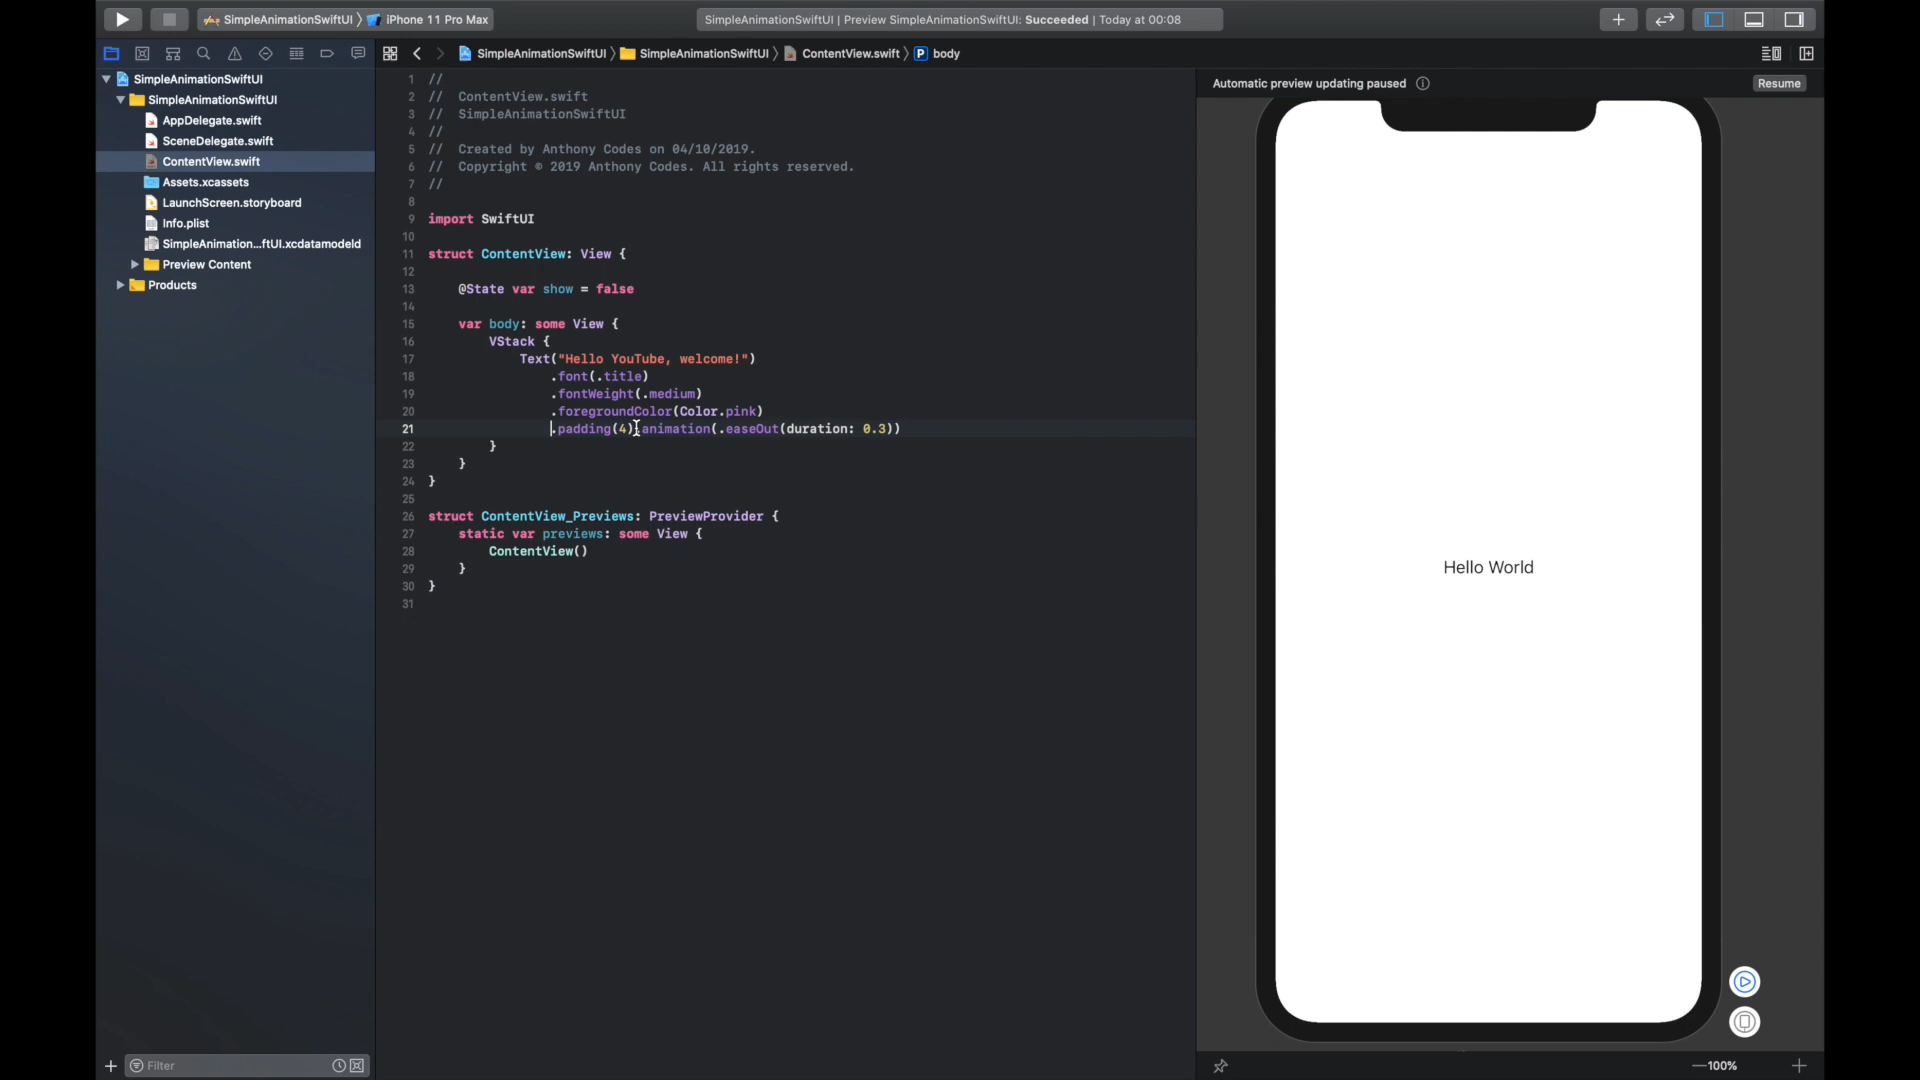 SimpleAnimationSwiftUI 〉 iPhone 11 Pro Max
SimpleAnimationSwiftUI | Preview SimpleAnimationSwiftUI: Succeeded | Today at 00:08
SimpleAnimationSwiftUI 〉 SimpleAnimationSwiftUI 〉 ContentView.swift 〉 P body
SimpleAnimationSwiftUI
SimpleAnimationSwiftUI
AppDelegate.swift
SceneDelegate.swift
ContentView.swift
Assets.xcassets
LaunchScreen.storyboard
Info.plist
SimpleAnimation...ftUI.xcdatamodeld
Preview Content
Products
Filter
1 //
2 // ContentView.swift
3 // SimpleAnimationSwiftUI
4 //
5 // Created by Anthony Codes on 04/10/2019.
6 // Copyright © 2019 Anthony Codes. All rights reserved.
7 //
8
9 import SwiftUI
10
11 struct ContentView: View {
12
13 @State var show = false
14
15 var body: some View {
16 VStack {
17 Text("Hello YouTube, welcome!")
18 .font(.title)
19 .fontWeight(.medium)
20 .foregroundColor(Color.pink)
21 .padding(4).animation(.easeOut(duration: 0.3))
22 }
23 }
24 }
25
26 struct ContentView_Previews: PreviewProvider {
27 static var previews: some View {
28 ContentView()
29 }
30 }
31
Automatic preview updating paused
Resume
Hello World
100%